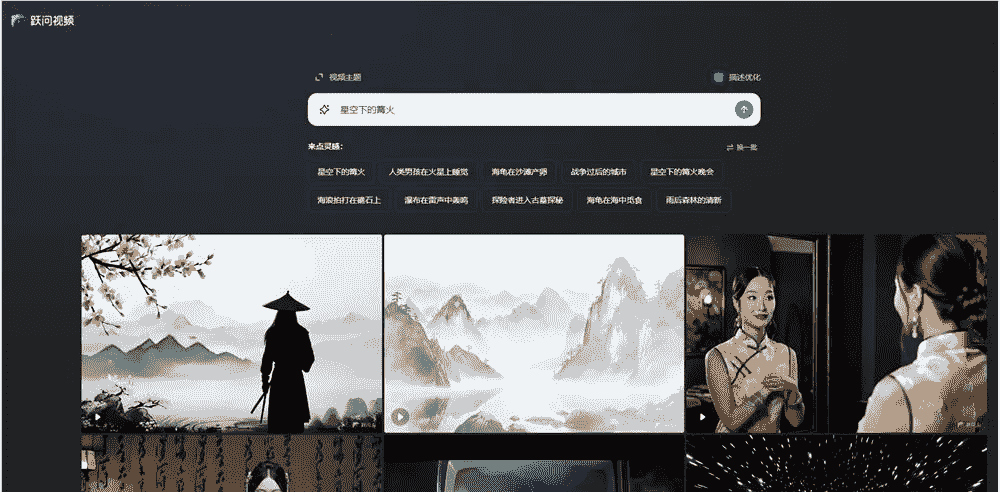 跃问视频
视频主题
描述优化
星空下的篝火
来点灵感：
换一批
星空下的篝火
人类男孩在火星上睡觉
海龟在沙滩产卵
战争过后的城市
星空下的篝火晚会
海浪拍打在礁石上
瀑布在雷声中轰鸣
探险者进入古墓探秘
海龟在海中觅食
雨后森林的清新